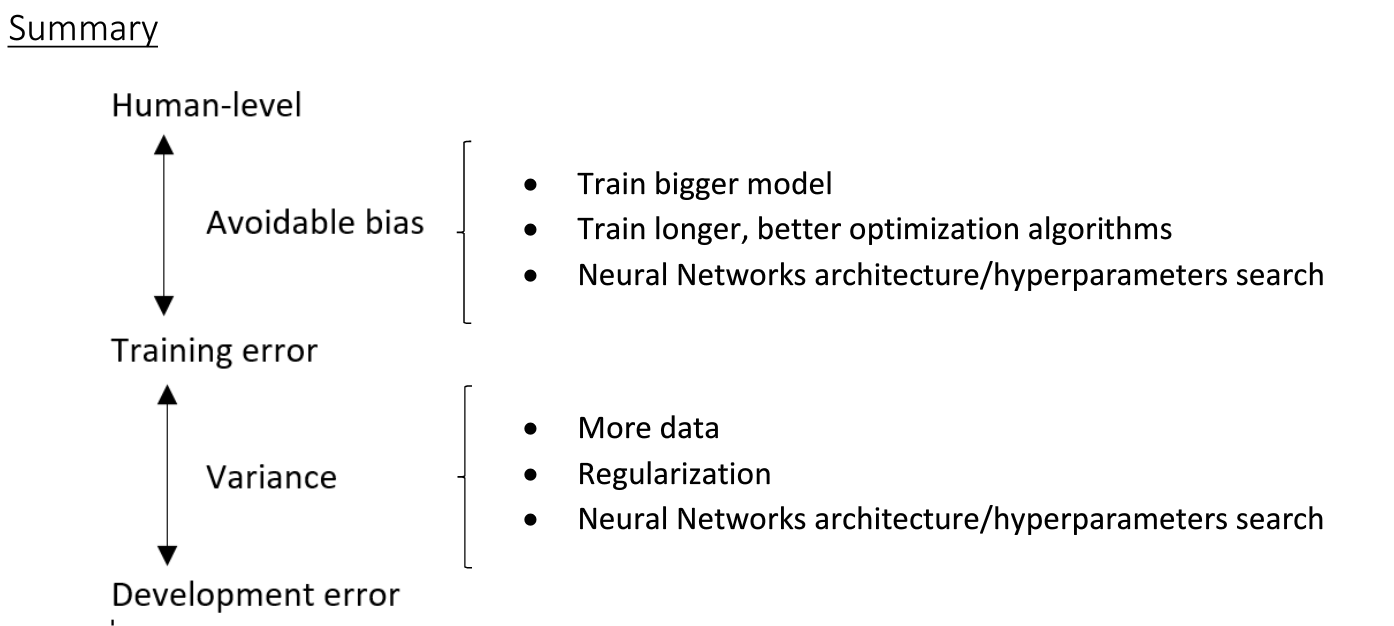 Summary
Human-level
Avoidable bias
• Train bigger model
• Train longer, better optimization algorithms
• Neural Networks architecture/hyperparameters search
Training error
Variance
• More data
• Regularization
• Neural Networks architecture/hyperparameters search
Development error